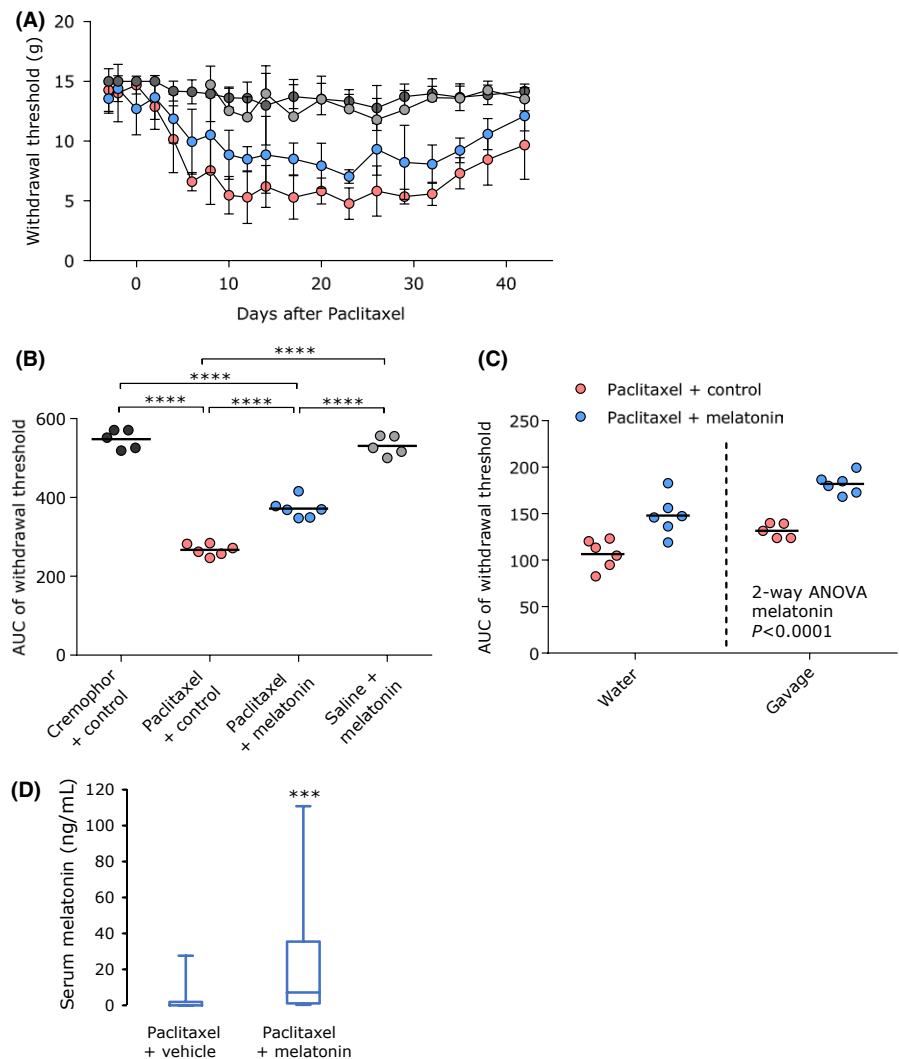 (A)
Withdrawal threshold (g)
20
15
10
5
0
0 10 20 30 40
Days after Paclitaxel
(B)
****
****
**** **** ****
AUC of withdrawal threshold
600
400
200
0
Cremophor
+ control
Paclitaxel
+ control
Paclitaxel
+ melatonin
Saline +
melatonin
(C)
Paclitaxel + control
Paclitaxel + melatonin
AUC of withdrawal threshold
250
200
150
100
50
0
2-way ANOVA
melatonin
P<0.0001
Water
Gavage
(D)
Serum melatonin (ng/mL)
120
100
80
60
40
20
0
***
Paclitaxel
+ vehicle
Paclitaxel
+ melatonin